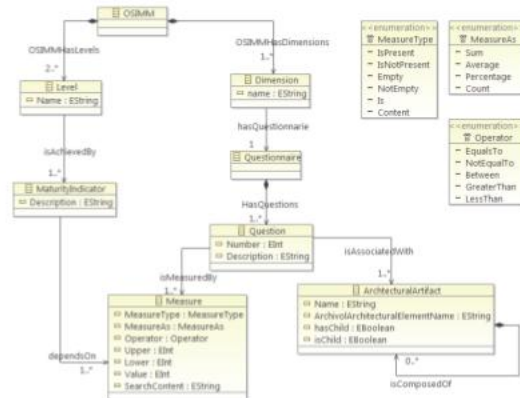 OSIMM
OSIMMHasLevels
2..*
OSIMMHasDimensions
1..*
Level
Name : EString
Dimension
name : EString
<<enumeration>>
MeasureType
IsPresent
IsNotPresent
Empty
NotEmpty
Is
Content
<<enumeration>>
MeasureAs
Sum
Average
Percentage
Count
<<enumeration>>
Operator
EqualsTo
NotEqualTo
Between
GreaterThan
LessThan
isAchievedBy
1..*
hasQuestionnarie
1
Questionnaire
MaturityIndicator
Description : EString
HasQuestions
1..*
Question
Number : EInt
Description : EString
isMeasuredBy
1..*
isAssociatedWith
1..*
Measure
MeasureType : MeasureType
MeasureAs : MeasureAs
Operator : Operator
Upper : EInt
Lower : EInt
Value : EInt
SearchContent : EString
dependsOn
1..*
ArchtecturalArtifact
Name : EString
ArchivolArchtecturalElementName : EString
hasChild : EBoolean
isChild : EBoolean
0..*
isComposedOf